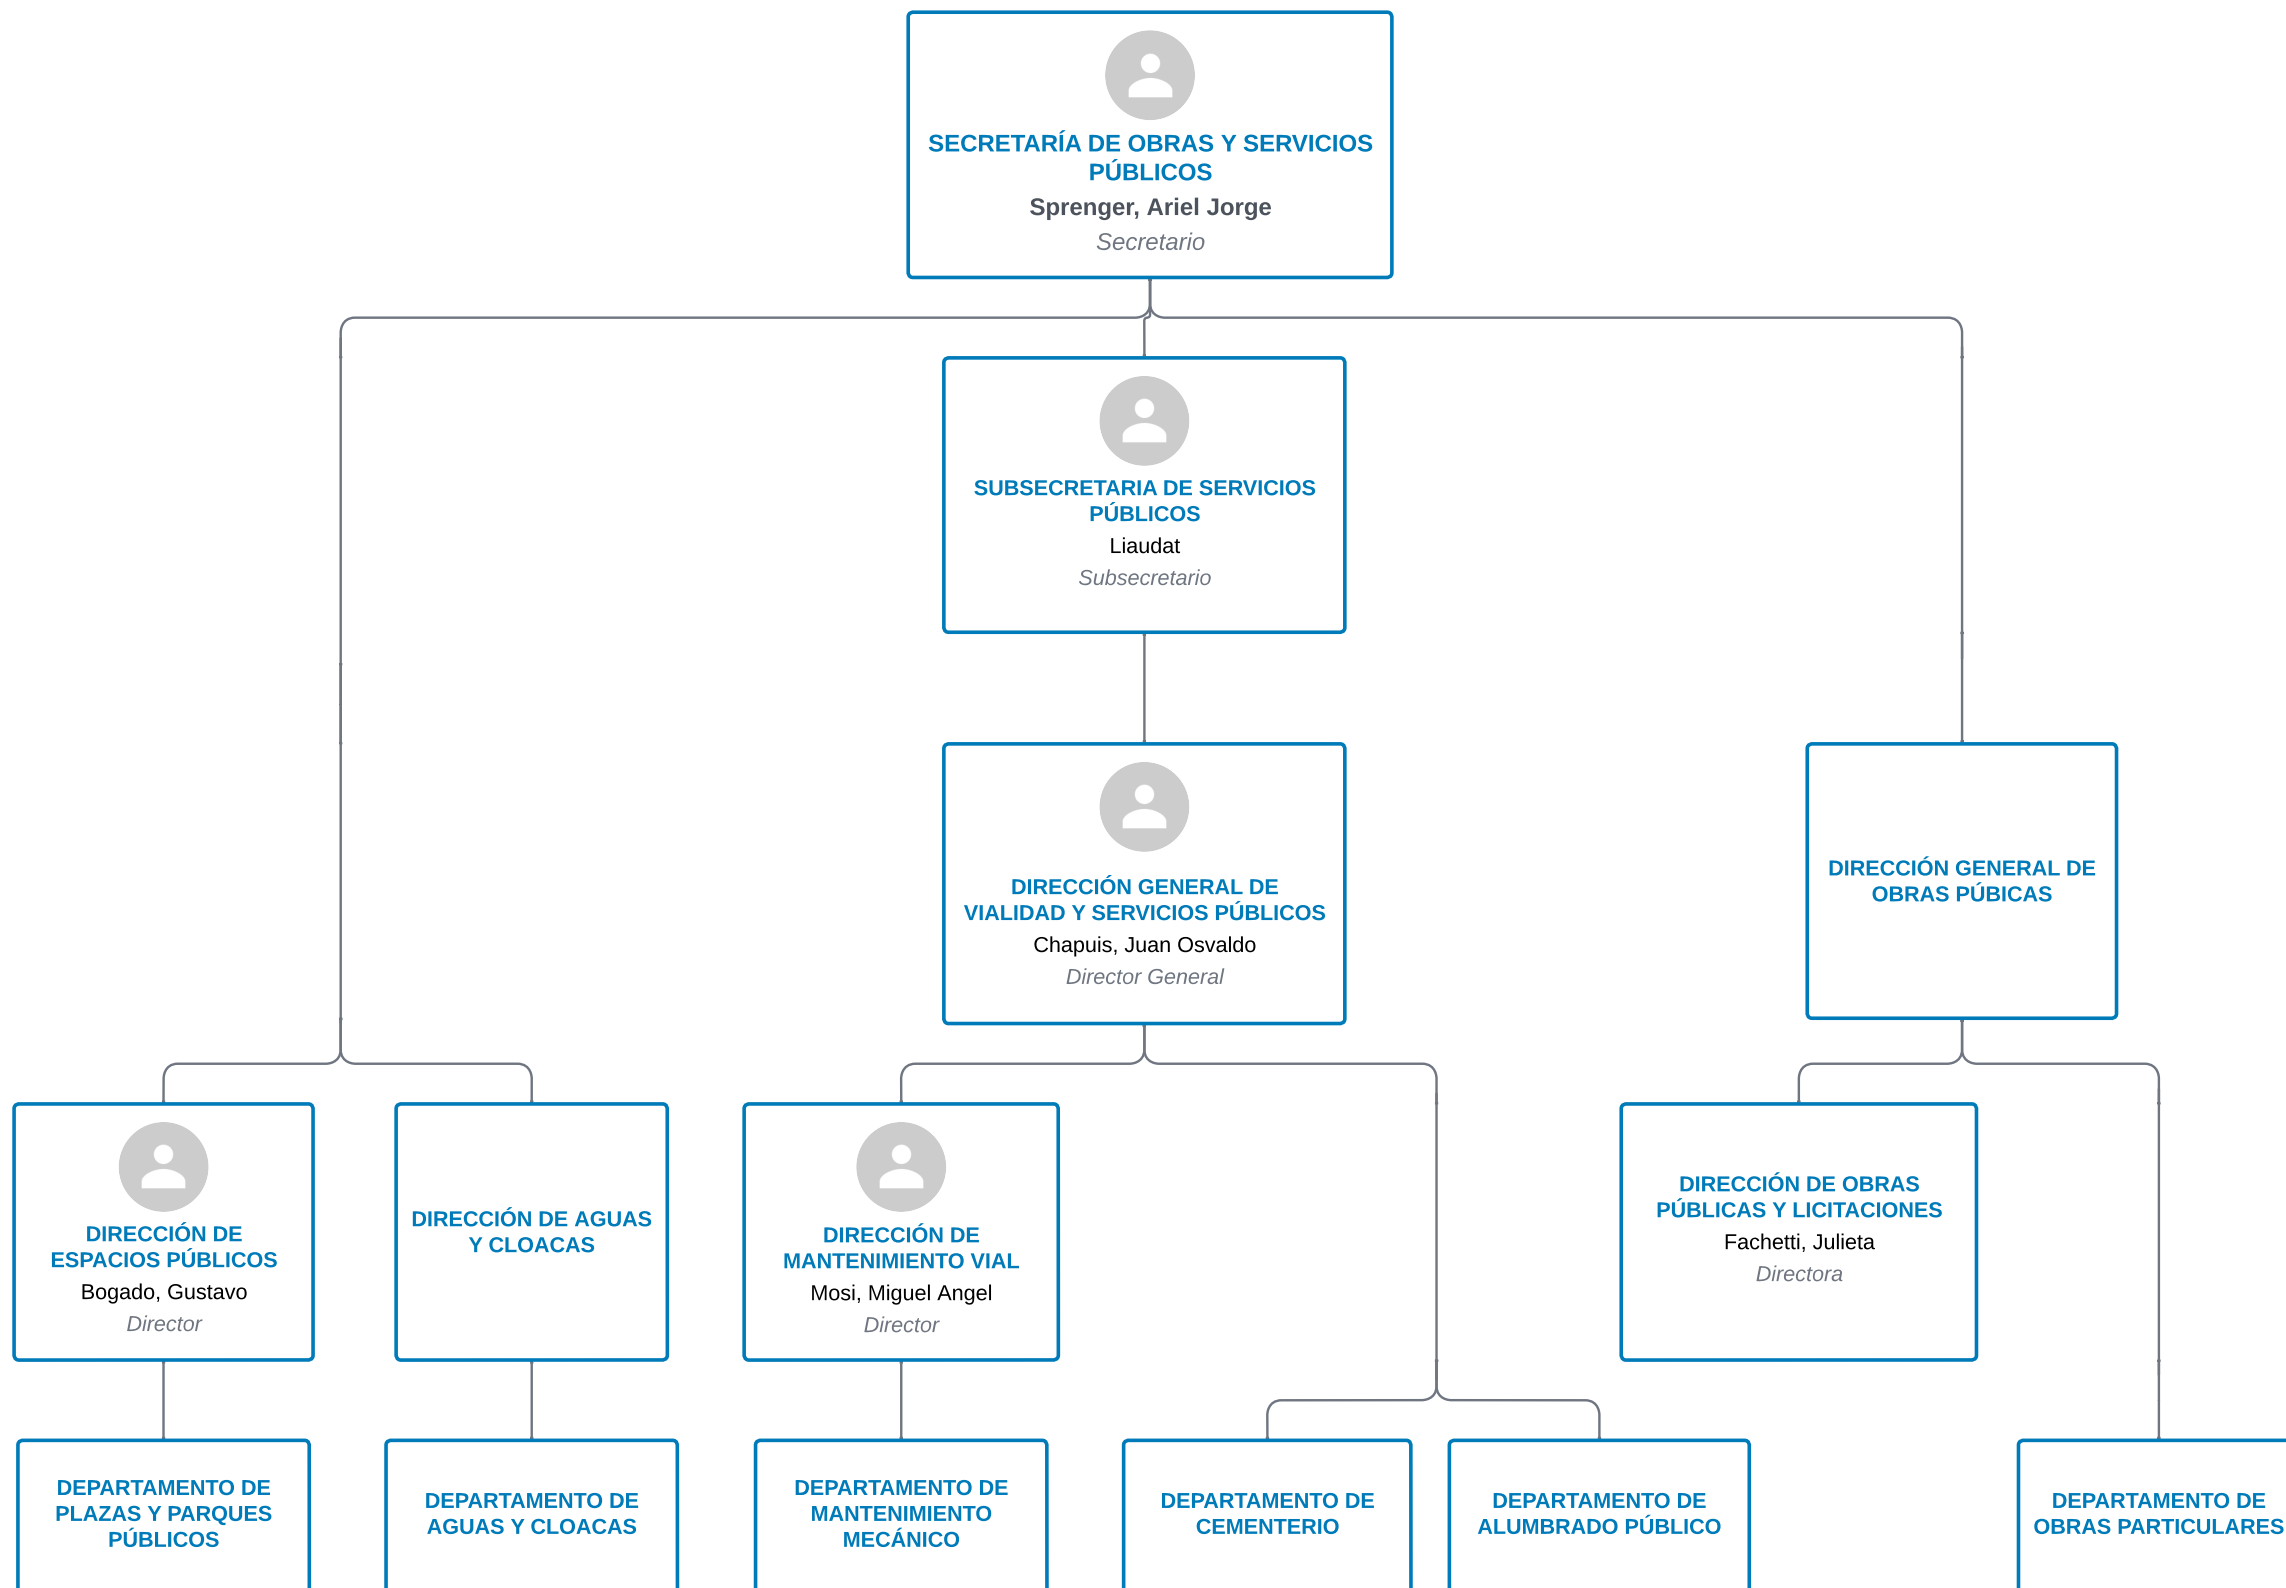 SECRETARÍA DE OBRAS Y SERVICIOS
PÚBLICOS
Sprenger, Ariel Jorge
Secretario
SUBSECRETARIA DE SERVICIOS
PÚBLICOS
Liaudat
Subsecretario
DIRECCIÓN GENERAL DE
VIALIDAD Y SERVICIOS PÚBLICOS
Chapuis, Juan Osvaldo
Director General
DIRECCIÓN GENERAL DE
OBRAS PÚBICAS
DIRECCIÓN DE
ESPACIOS PÚBLICOS
Bogado, Gustavo
Director
DIRECCIÓN DE AGUAS
Y CLOACAS
DIRECCIÓN DE
MANTENIMIENTO VIAL
Mosi, Miguel Angel
Director
DIRECCIÓN DE OBRAS
PÚBLICAS Y LICITACIONES
Fachetti, Julieta
Directora
DEPARTAMENTO DE
PLAZAS Y PARQUES
PÚBLICOS
DEPARTAMENTO DE
AGUAS Y CLOACAS
DEPARTAMENTO DE
MANTENIMIENTO
MECÁNICO
DEPARTAMENTO DE
CEMENTERIO
DEPARTAMENTO DE
ALUMBRADO PÚBLICO
DEPARTAMENTO DE
OBRAS PARTICULARES